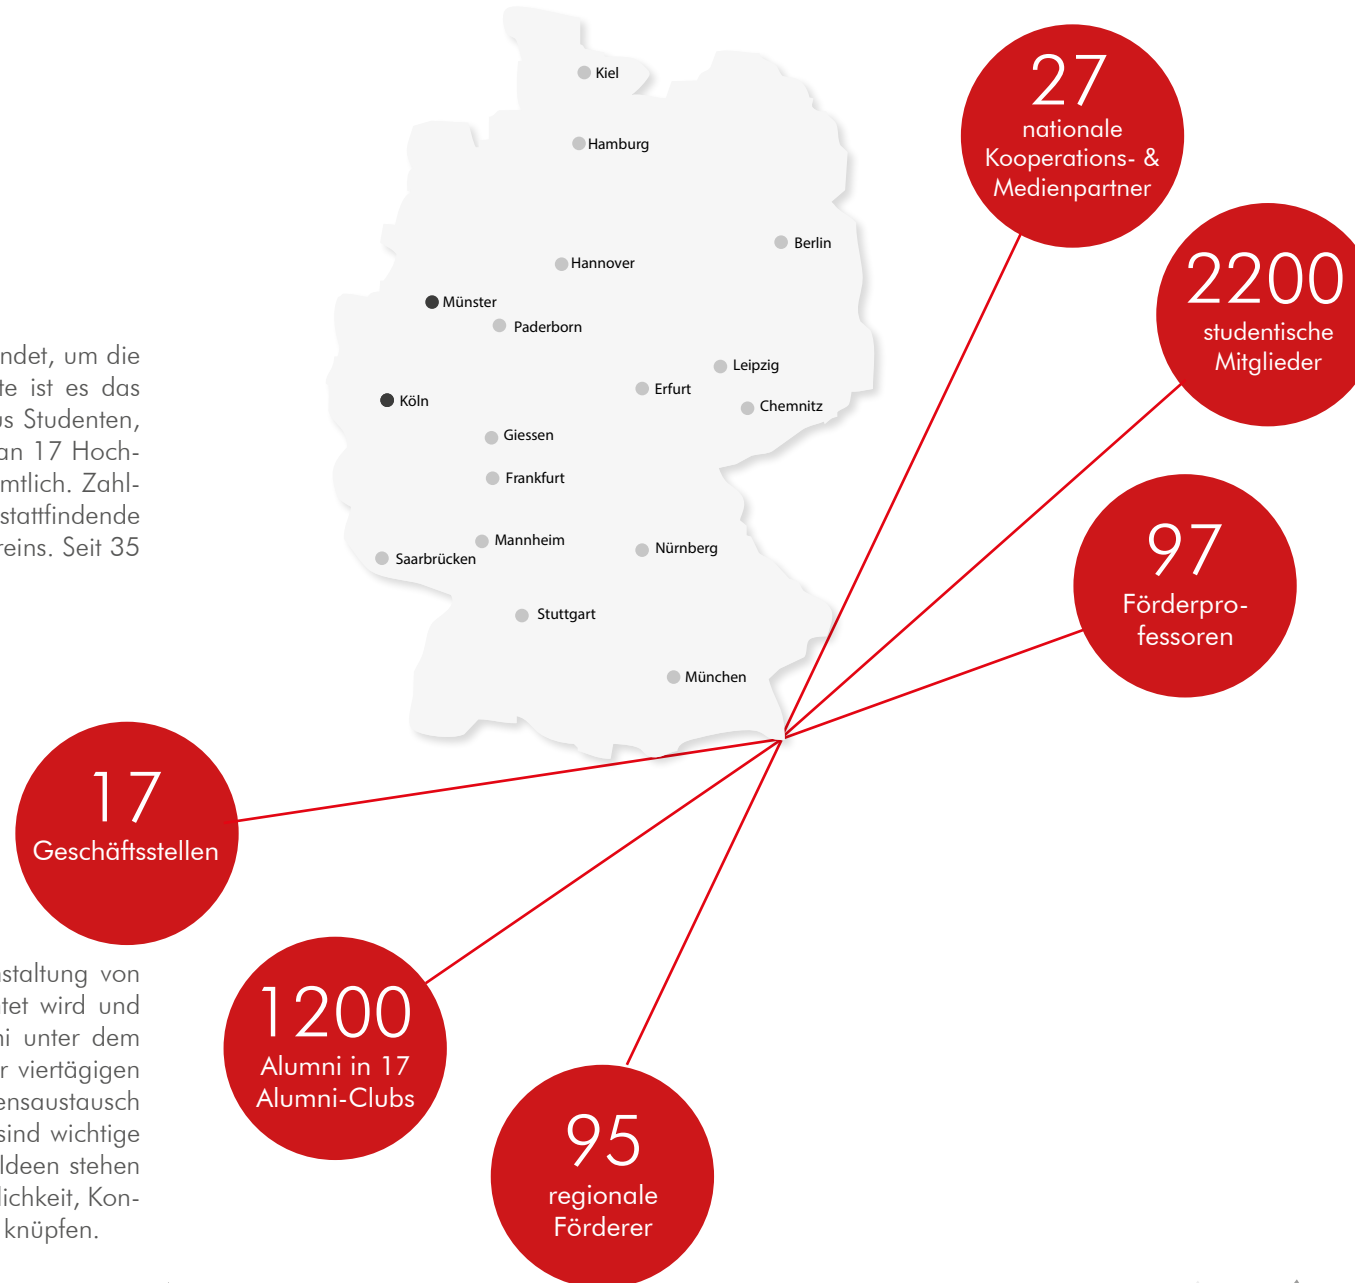 Kiel
Hamburg
Berlin
Hannover
Münster
Paderborn
Leipzig
Erfurt
Köln
Chemnitz
Giessen
Frankfurt
Mannheim
Nürnberg
Saarbrücken
Stuttgart
München
27
nationale
Kooperations- &
Medienpartner
2200
studentische
Mitglieder
97
Förderpro-
fessoren
17
Geschäftsstellen
1200
Alumni in 17
Alumni-Clubs
95
regionale
Förderer
ndet, um die
te ist es das
us Studenten,
an 17 Hoch-
mtlich. Zahl-
stattfindende
reins. Seit 35
nstaltung von
tet wird und
ni unter dem
r viertägigen
ensaustausch
sind wichtige
Ideen stehen
lichkeit, Kon-
knüpfen.